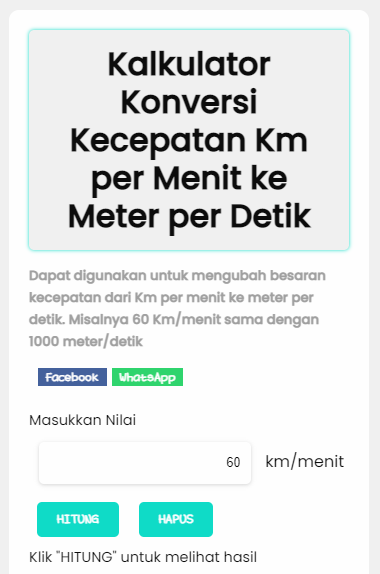 Kalkulator
Konversi
Kecepatan Km
per Menit ke
Meter per Detik
Dapat digunakan untuk mengubah besaran
kecepatan dari Km per menit ke meter per
detik. Misalnya 60 Km/menit sama dengan
1000 meter/detik
Facebook WhatsApp
Masukkan Nilai
60 km/menit
HITUNG HAPUS
Klik "HITUNG" untuk melihat hasil